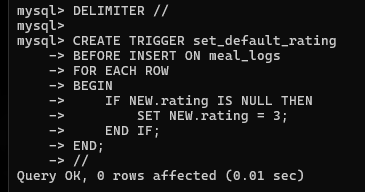 mysql> DELIMITER //
mysql>
mysql> CREATE TRIGGER set_default_rating
    -> BEFORE INSERT ON meal_logs
    -> FOR EACH ROW
    -> BEGIN
    ->     IF NEW.rating IS NULL THEN
    ->         SET NEW.rating = 3;
    ->     END IF;
    -> END;
    -> //
Query OK, 0 rows affected (0.01 sec)